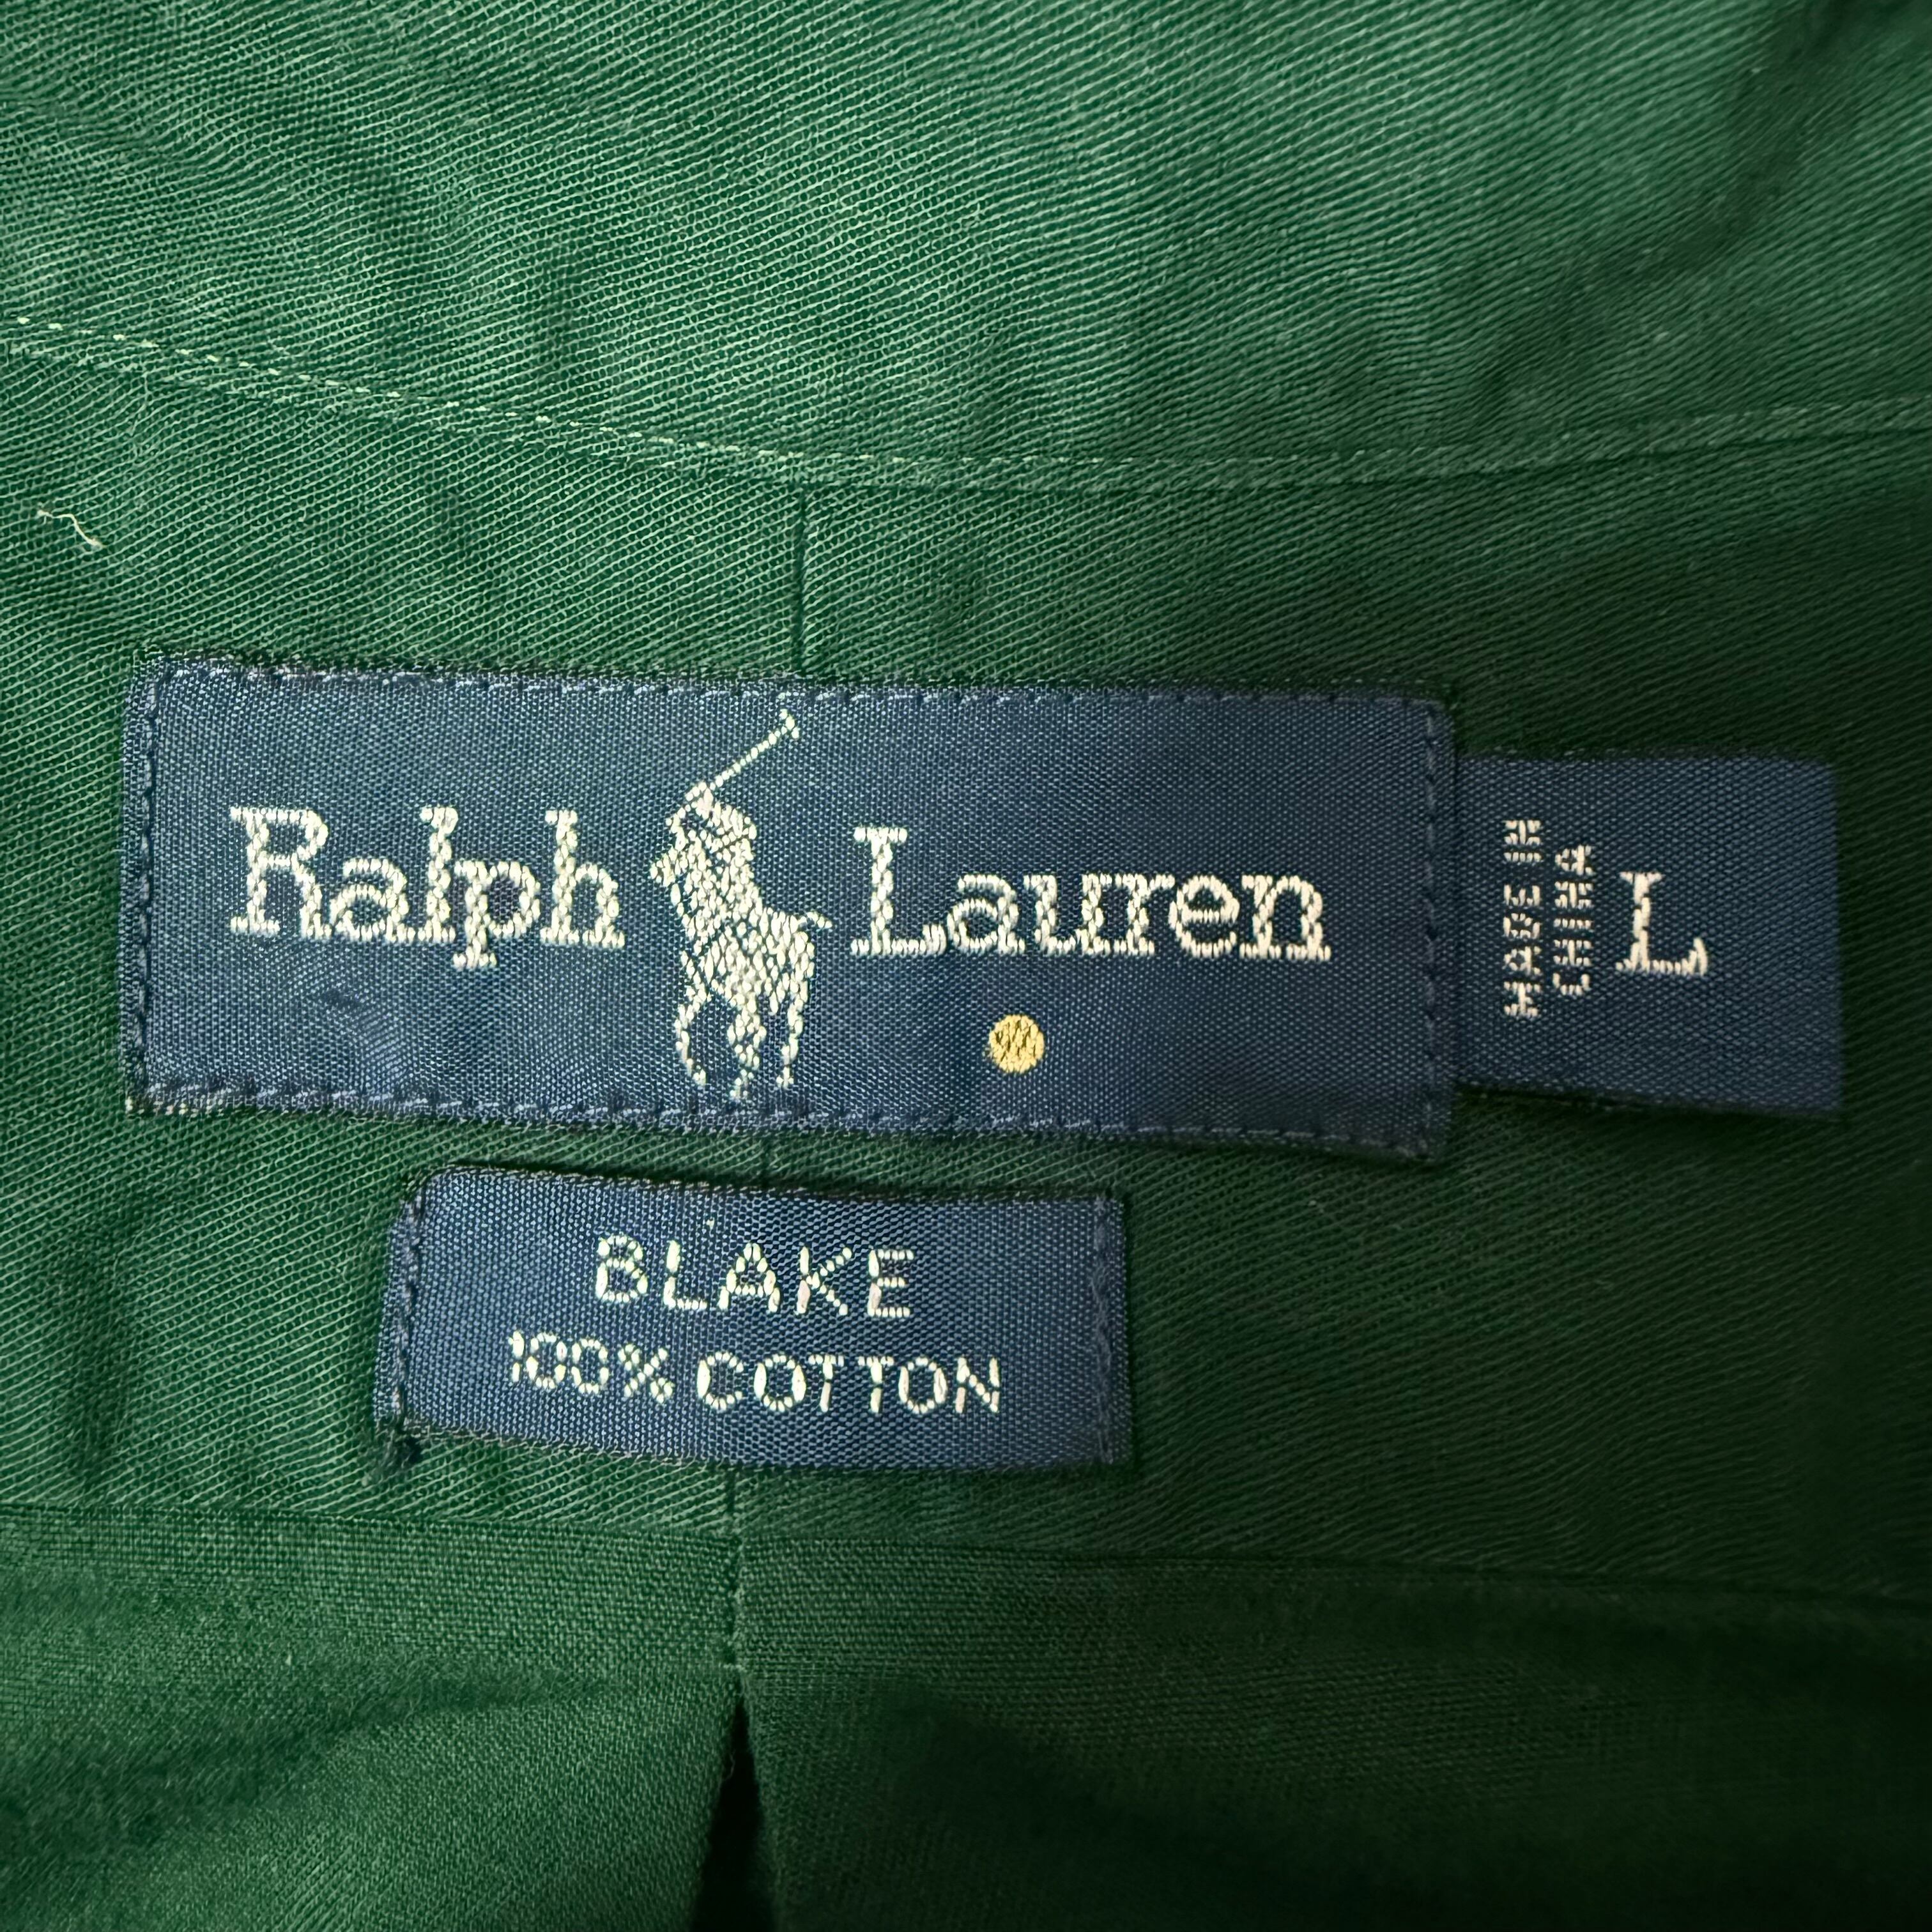 Ralph Lauren
MADE IN
CHINA
L
BLAKE
100% COTTON